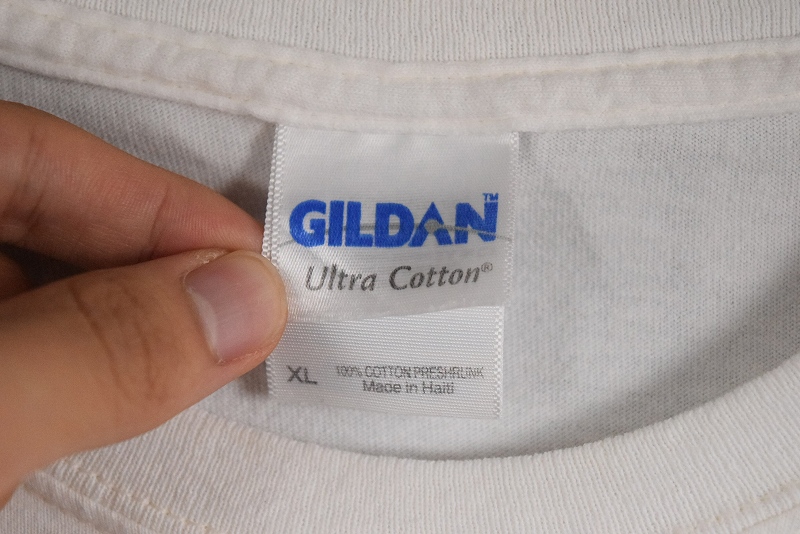 GILDAN™
Ultra Cotton®
XL 100% COTTON PRESHRUNK
Made in Haiti